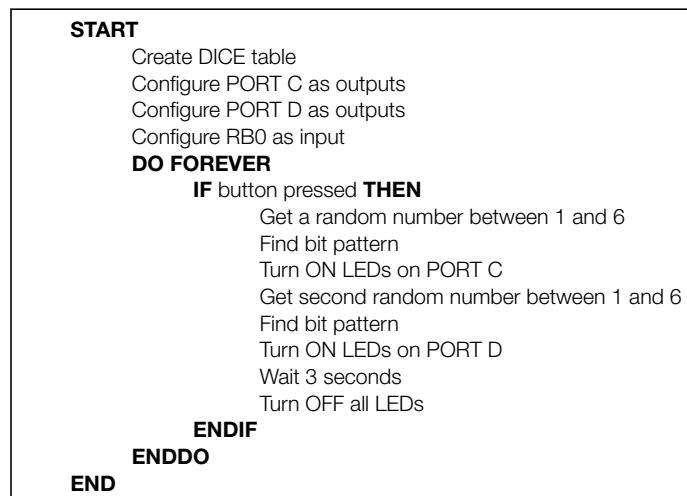 START
Create DICE table
Configure PORT C as outputs
Configure PORT D as outputs
Configure RB0 as input
DO FOREVER
IF button pressed THEN
Get a random number between 1 and 6
Find bit pattern
Turn ON LEDs on PORT C
Get second random number between 1 and 6
Find bit pattern
Turn ON LEDs on PORT D
Wait 3 seconds
Turn OFF all LEDs
ENDIF
ENDDO
END